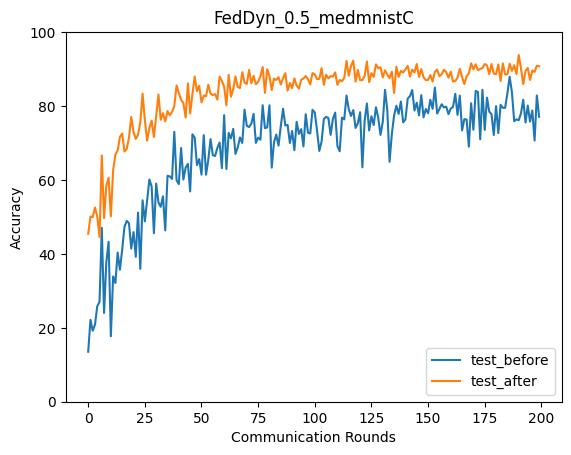 FedDyn_0.5_medmnistC
100
80
60
40
20
0
Accuracy
0 25 50 75 100 125 150 175 200
Communication Rounds
test_before
test_after